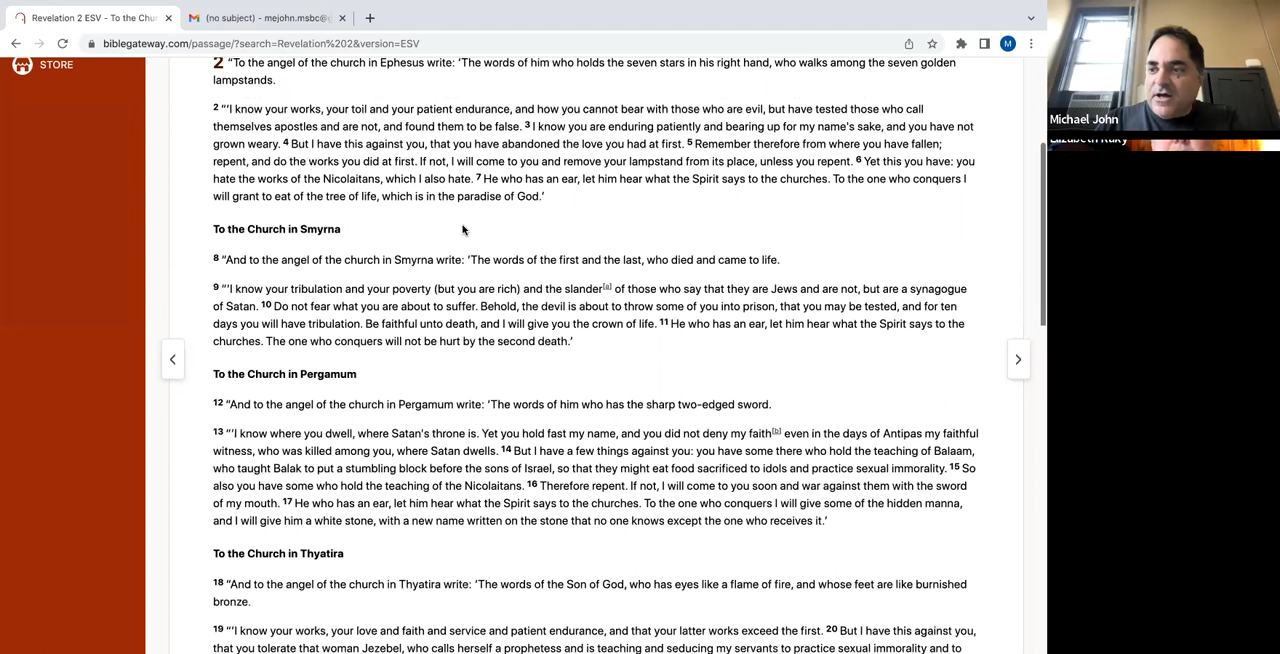 Revelation 2 ESV - To the Chu
(no subject) - mejohn.msbc@
biblegateway.com/passage/?search=Revelation%202&version=ESV
M
STORE
2 “To the angel of the church in Ephesus write: ‘The words of him who holds the seven stars in his right hand, who walks among the seven golden
lampstands.
2 “‘I know your works, your toil and your patient endurance, and how you cannot bear with those who are evil, but have tested those who call
themselves apostles and are not, and found them to be false. 3 I know you are enduring patiently and bearing up for my name's sake, and you have not
grown weary. 4 But I have this against you, that you have abandoned the love you had at first. 5 Remember therefore from where you have fallen;
repent, and do the works you did at first. If not, I will come to you and remove your lampstand from its place, unless you repent. 6 Yet this you have: you
hate the works of the Nicolaitans, which I also hate. 7 He who has an ear, let him hear what the Spirit says to the churches. To the one who conquers I
will grant to eat of the tree of life, which is in the paradise of God.’
To the Church in Smyrna
8 “And to the angel of the church in Smyrna write: ‘The words of the first and the last, who died and came to life.
9 “‘I know your tribulation and your poverty (but you are rich) and the slander[a] of those who say that they are Jews and are not, but are a synagogue
of Satan. 10 Do not fear what you are about to suffer. Behold, the devil is about to throw some of you into prison, that you may be tested, and for ten
days you will have tribulation. Be faithful unto death, and I will give you the crown of life. 11 He who has an ear, let him hear what the Spirit says to the
churches. The one who conquers will not be hurt by the second death.’
To the Church in Pergamum
12 “And to the angel of the church in Pergamum write: ‘The words of him who has the sharp two-edged sword.
13 “‘I know where you dwell, where Satan's throne is. Yet you hold fast my name, and you did not deny my faith[b] even in the days of Antipas my faithful
witness, who was killed among you, where Satan dwells. 14 But I have a few things against you: you have some there who hold the teaching of Balaam,
who taught Balak to put a stumbling block before the sons of Israel, so that they might eat food sacrificed to idols and practice sexual immorality. 15 So
also you have some who hold the teaching of the Nicolaitans. 16 Therefore repent. If not, I will come to you soon and war against them with the sword
of my mouth. 17 He who has an ear, let him hear what the Spirit says to the churches. To the one who conquers I will give some of the hidden manna,
and I will give him a white stone, with a new name written on the stone that no one knows except the one who receives it.’
To the Church in Thyatira
18 “And to the angel of the church in Thyatira write: ‘The words of the Son of God, who has eyes like a flame of fire, and whose feet are like burnished
bronze.
19 “‘I know your works, your love and faith and service and patient endurance, and that your latter works exceed the first. 20 But I have this against you,
that you tolerate that woman Jezebel, who calls herself a prophetess and is teaching and seducing my servants to practice sexual immorality and to
Michael John